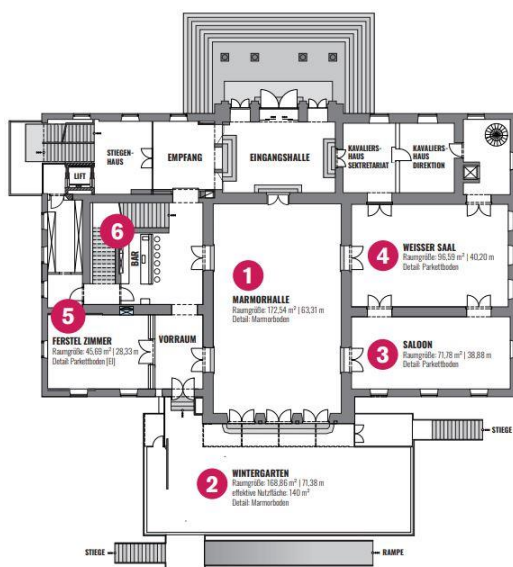 STIEGEN-
HAUS
EMPFANG
EINGANGSHALLE
KAVALIERS-
HAUS
SEKRETARIAT
KAVALIERS-
HAUS
DIREKTION
LIFT
6
BAR
1
MARMORHALLE
Raumgröße: 172,54 m² | 63,31 m
Detail: Marmorboden
4
WEISSER SAAL
Raumgröße: 96,59 m² | 40,20 m
Detail: Parkettboden
5
FERSTEL ZIMMER
Raumgröße: 45,69 m² | 28,33 m
Detail: Parkettboden [EI]
VORRAUM
3
SALOON
Raumgröße: 71,78 m² | 38,88 m
Detail: Parkettboden
STIEGE
2
WINTERGARTEN
Raumgröße: 168,86 m² | 71,38 m
effektive Nutzfläche: 140 m²
Detail: Marmorboden
STIEGE
RAMPE